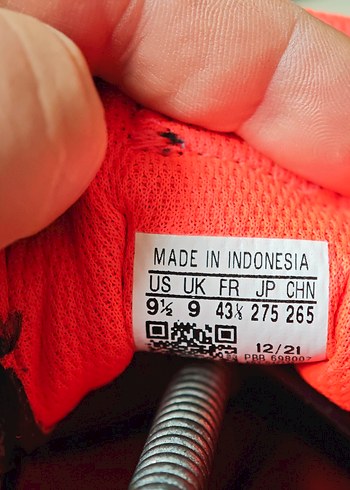 MADE IN INDONESIA
US UK FR JP CHN
9½ 9 43⅓ 275 265
12/21